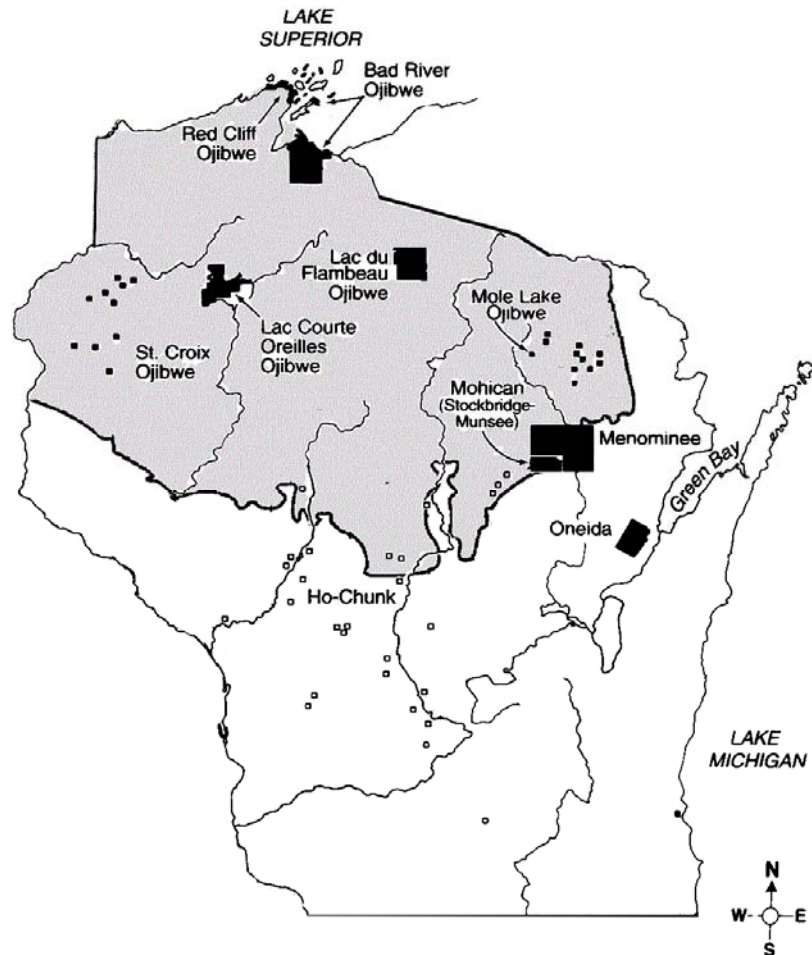 LAKE
SUPERIOR
Bad River
Ojibwe
Red Cliff
Ojibwe
Lac du
Flambeau
Ojibwe
Mole Lake
Ojibwe
Lac Courte
Oreilles
Ojibwe
St. Croix
Ojibwe
Mohican
(Stockbridge-
Munsee)
Menominee
Green Bay
Oneida
Ho-Chunk
LAKE
MICHIGAN
N
W
E
S